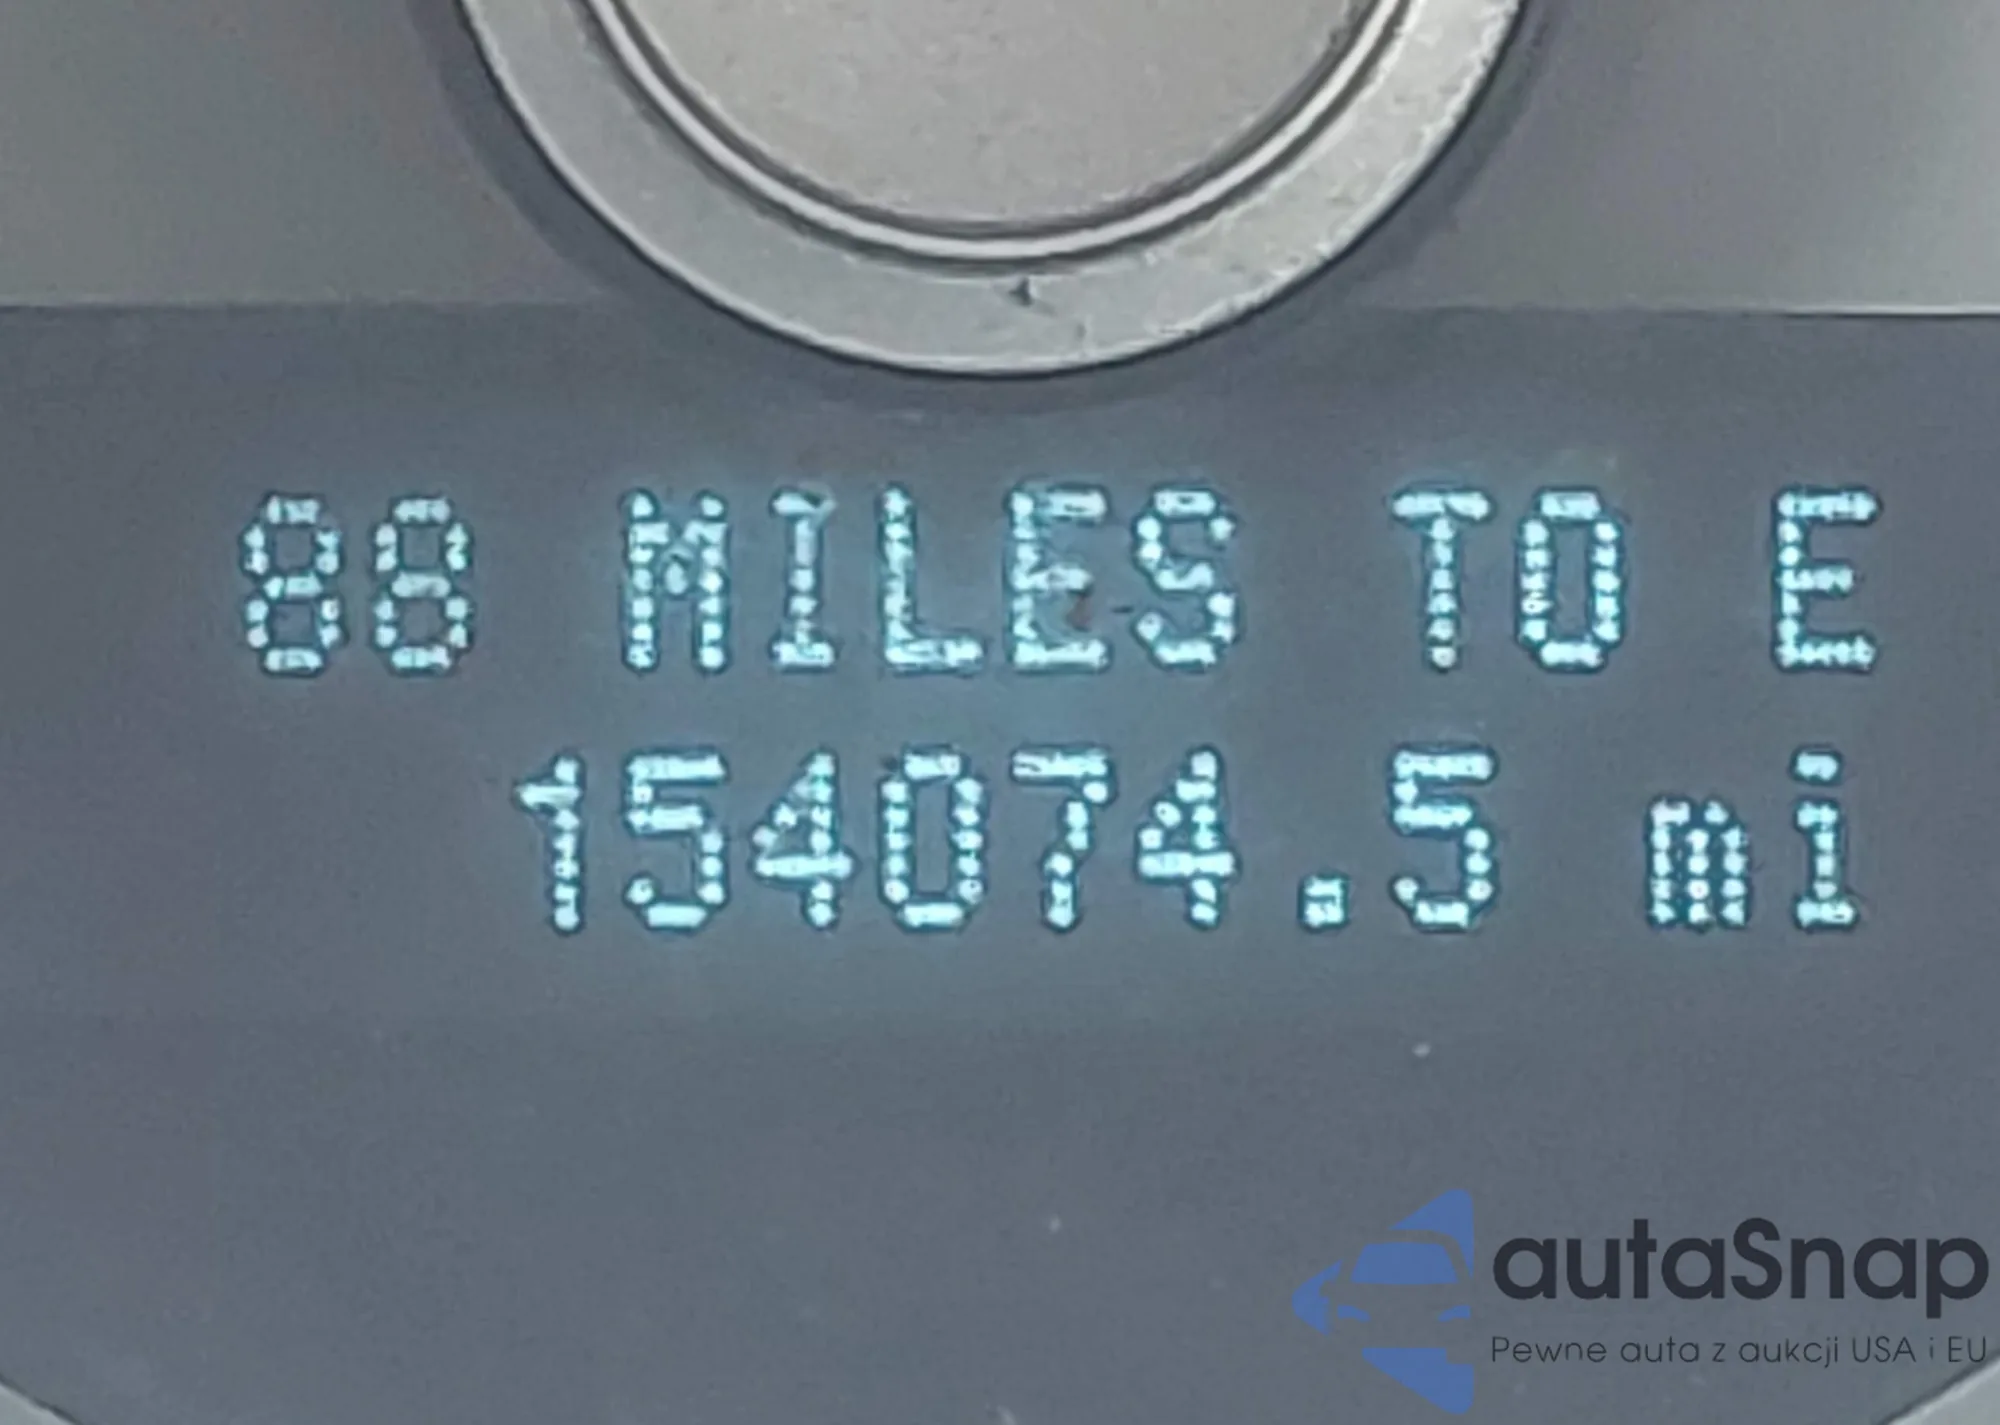 88 MILES TO E
154074.5 mi
autaSnap
Pewne auta z aukcji USA i EU